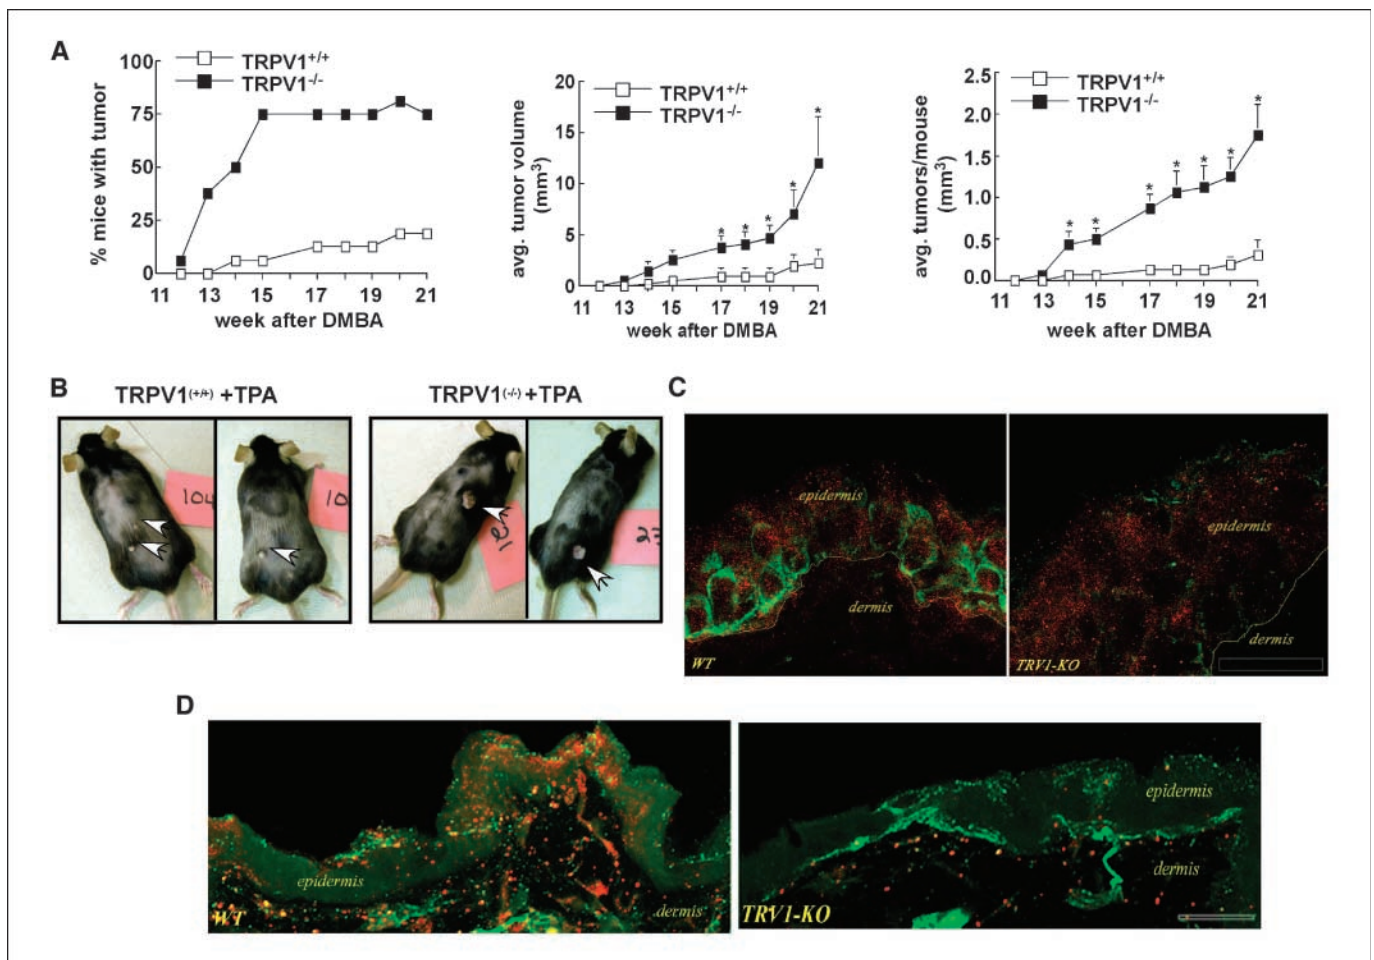 A
TRPV1+/+
TRPV1-/-
% mice with tumor
100
75
50
25
0
11 13 15 17 19 21
week after DMBA
TRPV1+/+
TRPV1-/-
avg. tumor volume
(mm3)
20
15
10
5
0
11 13 15 17 19 21
week after DMBA
* * * * *
TRPV1+/+
TRPV1-/-
avg. tumors/mouse
(mm3)
2.5
2.0
1.5
1.0
0.5
0.0
11 13 15 17 19 21
week after DMBA
* * * * * * *
B
TRPV1(+/+) +TPA
TRPV1(-/-) +TPA
104
10
21
23
C
epidermis
dermis
WT
epidermis
dermis
TRV1-KO
D
epidermis
dermis
WT
epidermis
dermis
TRV1-KO